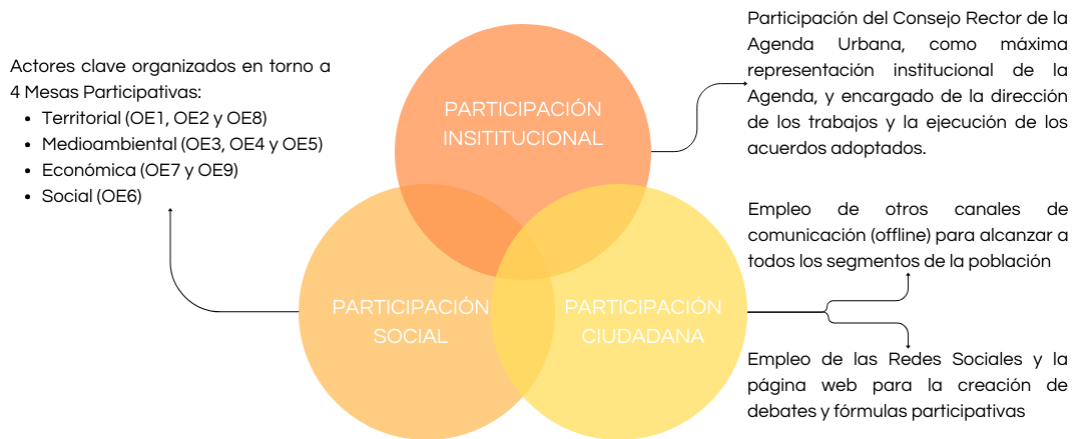 Actores clave organizados en torno a
4 Mesas Participativas:
• Territorial (OE1, OE2 y OE8)
• Medioambiental (OE3, OE4 y OE5)
• Económica (OE7 y OE9)
• Social (OE6)
PARTICIPACIÓN
INSITITUCIONAL
Participación del Consejo Rector de la
Agenda Urbana, como máxima
representación institucional de la
Agenda, y encargado de la dirección
de los trabajos y la ejecución de los
acuerdos adoptados.
PARTICIPACIÓN
SOCIAL
PARTICIPACIÓN
CIUDADANA
Empleo de otros canales de
comunicación (offline) para alcanzar a
todos los segmentos de la población
Empleo de las Redes Sociales y la
página web para la creación de
debates y fórmulas participativas